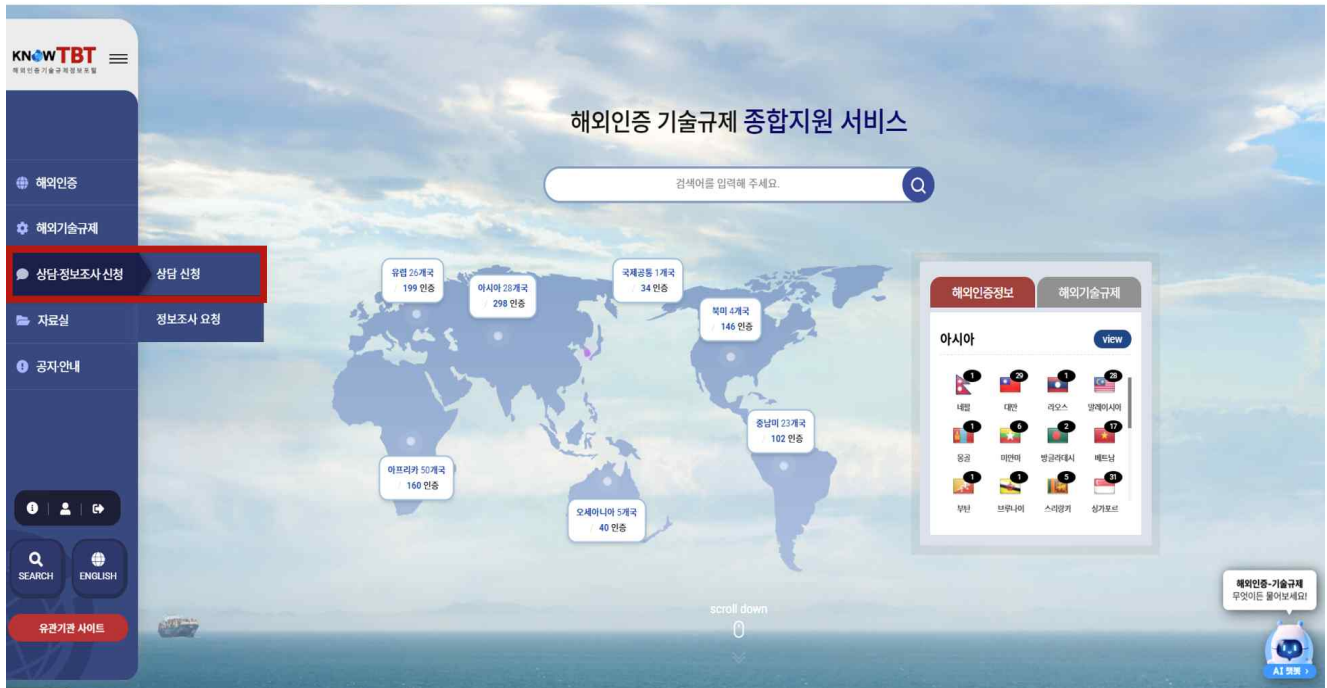 KNOWTBT
해외인증기술규제정보포털
해외인증
해외기술규제
상담·정보조사 신청
상담 신청
정보조사 요청
자료실
공지·안내
SEARCH
ENGLISH
유관기관 사이트
해외인증 기술규제 종합지원 서비스
검색어를 입력해 주세요.
유럽 26개국
/ 199 인증
아시아 28개국
/ 298 인증
국제공통 1개국
/ 34 인증
북미 4개국
/ 146 인증
중남미 23개국
/ 102 인증
아프리카 50개국
/ 160 인증
오세아니아 5개국
/ 40 인증
scroll down
해외인증정보
해외기술규제
아시아
view
1 29 1 28
네팔 대만 라오스 말레이시아
1 6 2 17
몽골 미얀마 방글라데시 베트남
1 1 5 31
부탄 브루나이 스리랑카 싱가포르
해외인증-기술규제
무엇이든 물어보세요!
AI 챗봇 >